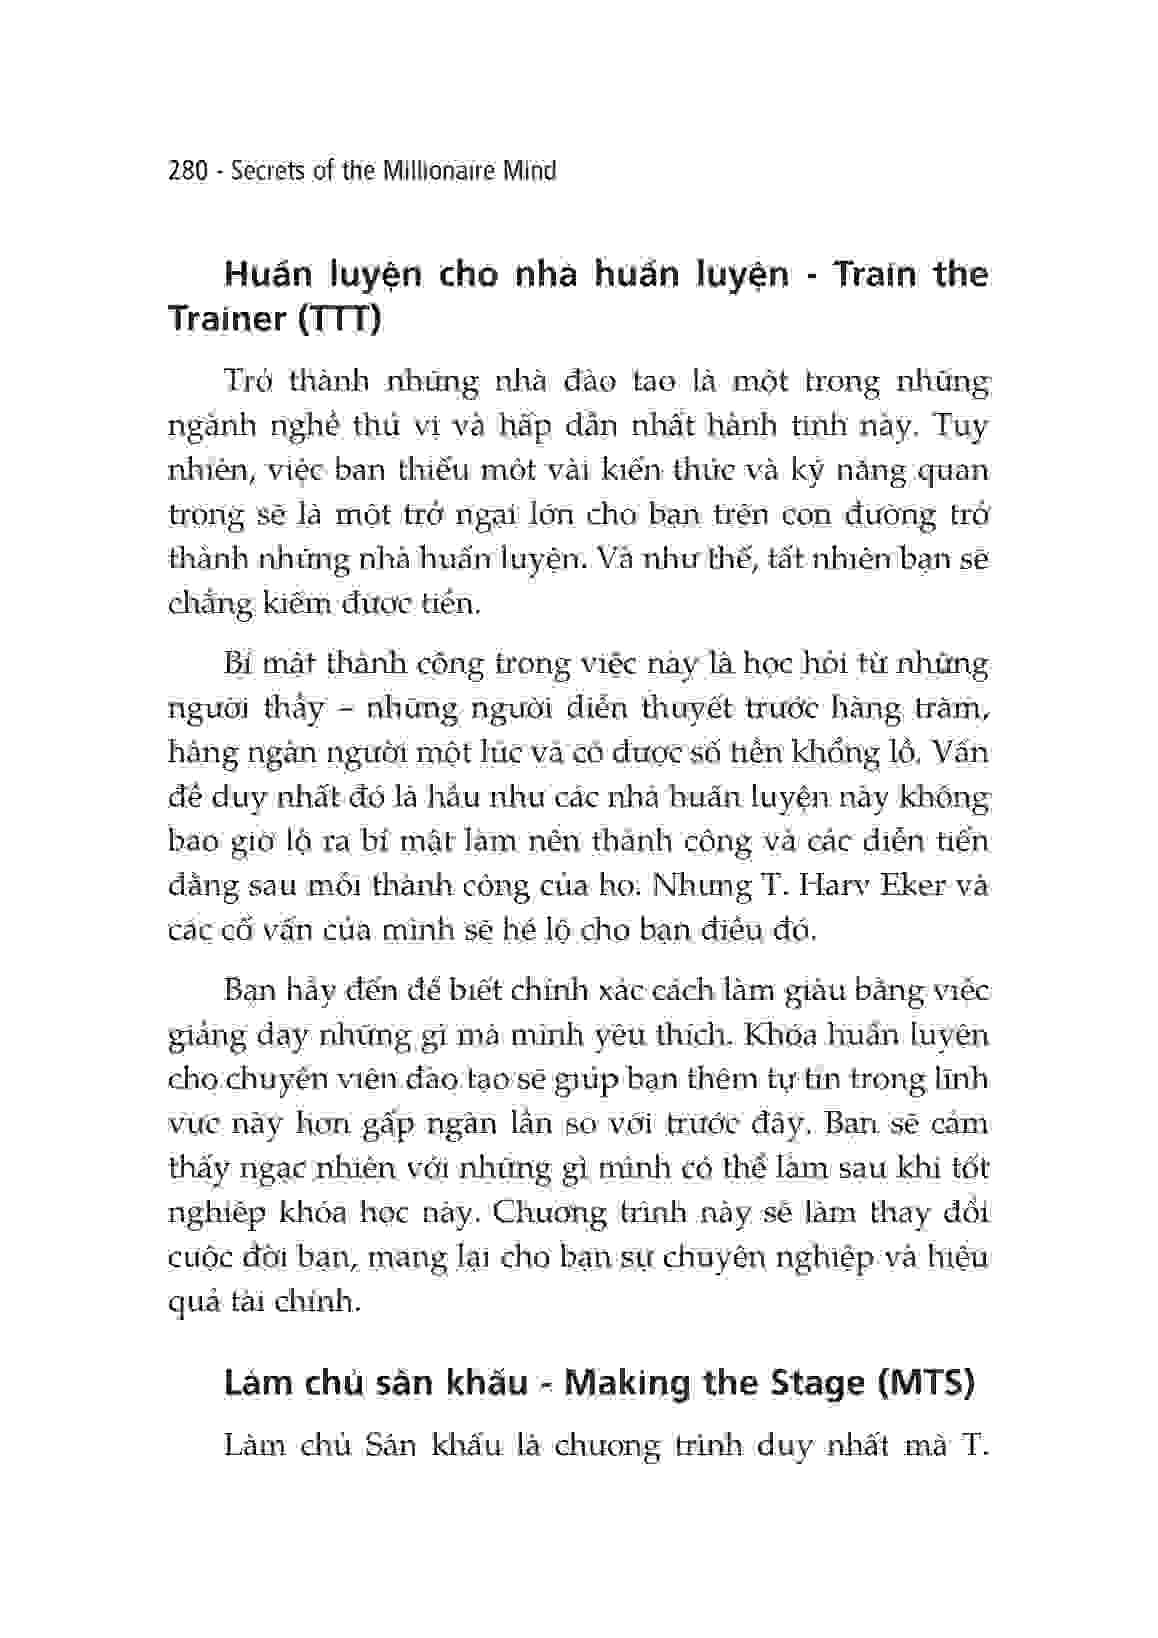 280 - Secrets of the Millionaire Mind
Huấn luyện cho nhà huấn luyện - Train the
Trainer (TTT)
Trở thành những nhà đào tạo là một trong những
ngành nghề thú vị và hấp dẫn nhất hành tinh này. Tuy
nhiên, việc bạn thiếu một vài kiến thức và kỹ năng quan
trọng sẽ là một trở ngại lớn cho bạn trên con đường trở
thành những nhà huấn luyện. Và như thế, tất nhiên bạn sẽ
chẳng kiếm được tiền.
Bí mật thành công trong việc này là học hỏi từ những
người thầy – những người diễn thuyết trước hàng trăm,
hàng ngàn người một lúc và có được số tiền khổng lồ. Vấn
đề duy nhất đó là hầu như các nhà huấn luyện này không
bao giờ lộ ra bí mật làm nên thành công và các diễn tiến
đằng sau mỗi thành công của họ. Nhưng T. Harv Eker và
các cố vấn của mình sẽ hé lộ cho bạn điều đó.
Bạn hãy đến để biết chính xác cách làm giàu bằng việc
giảng dạy những gì mà mình yêu thích. Khóa huấn luyện
cho chuyên viên đào tạo sẽ giúp bạn thêm tự tin trong lĩnh
vực này hơn gấp ngàn lần so với trước đây. Bạn sẽ cảm
thấy ngạc nhiên với những gì mình có thể làm sau khi tốt
nghiệp khóa học này. Chương trình này sẽ làm thay đổi
cuộc đời bạn, mang lại cho bạn sự chuyên nghiệp và hiệu
quả tài chính.
Làm chủ sân khấu - Making the Stage (MTS)
Làm chủ Sân khấu là chương trình duy nhất mà T.